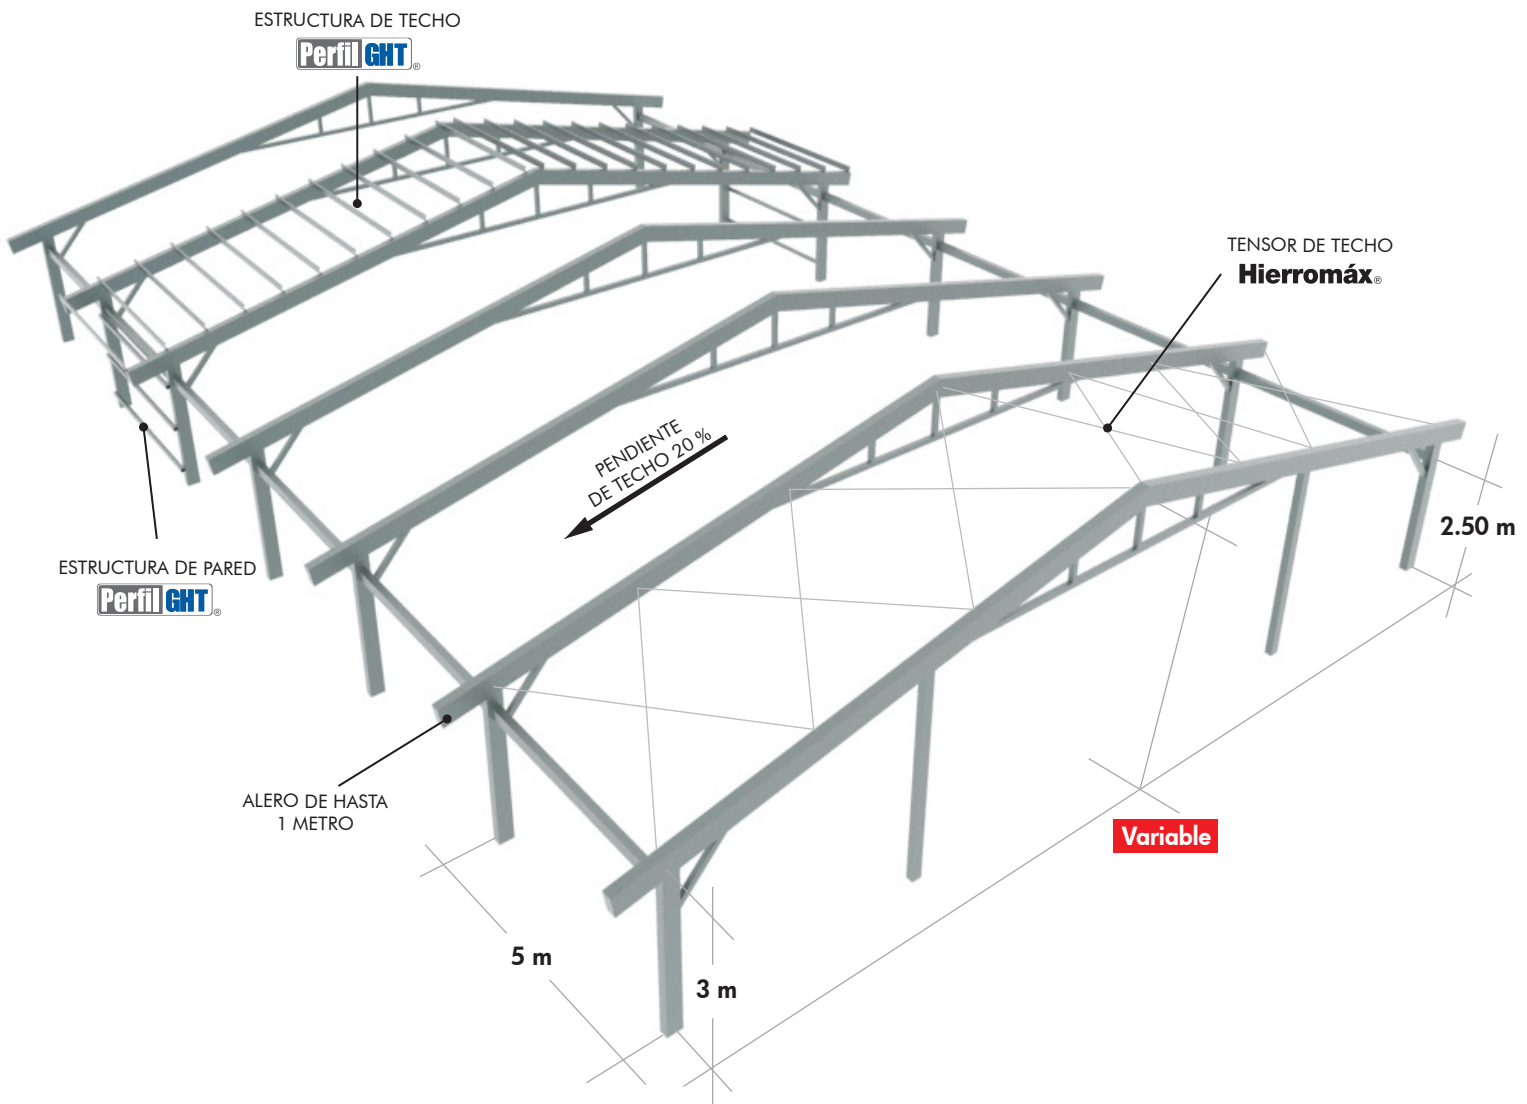 ESTRUCTURA DE TECHO
Perfil GHT®
TENSOR DE TECHO
Hierromáx®
PENDIENTE
DE TECHO 20 %
2.50 m
ESTRUCTURA DE PARED
Perfil GHT®
ALERO DE HASTA
1 METRO
Variable
5 m
3 m